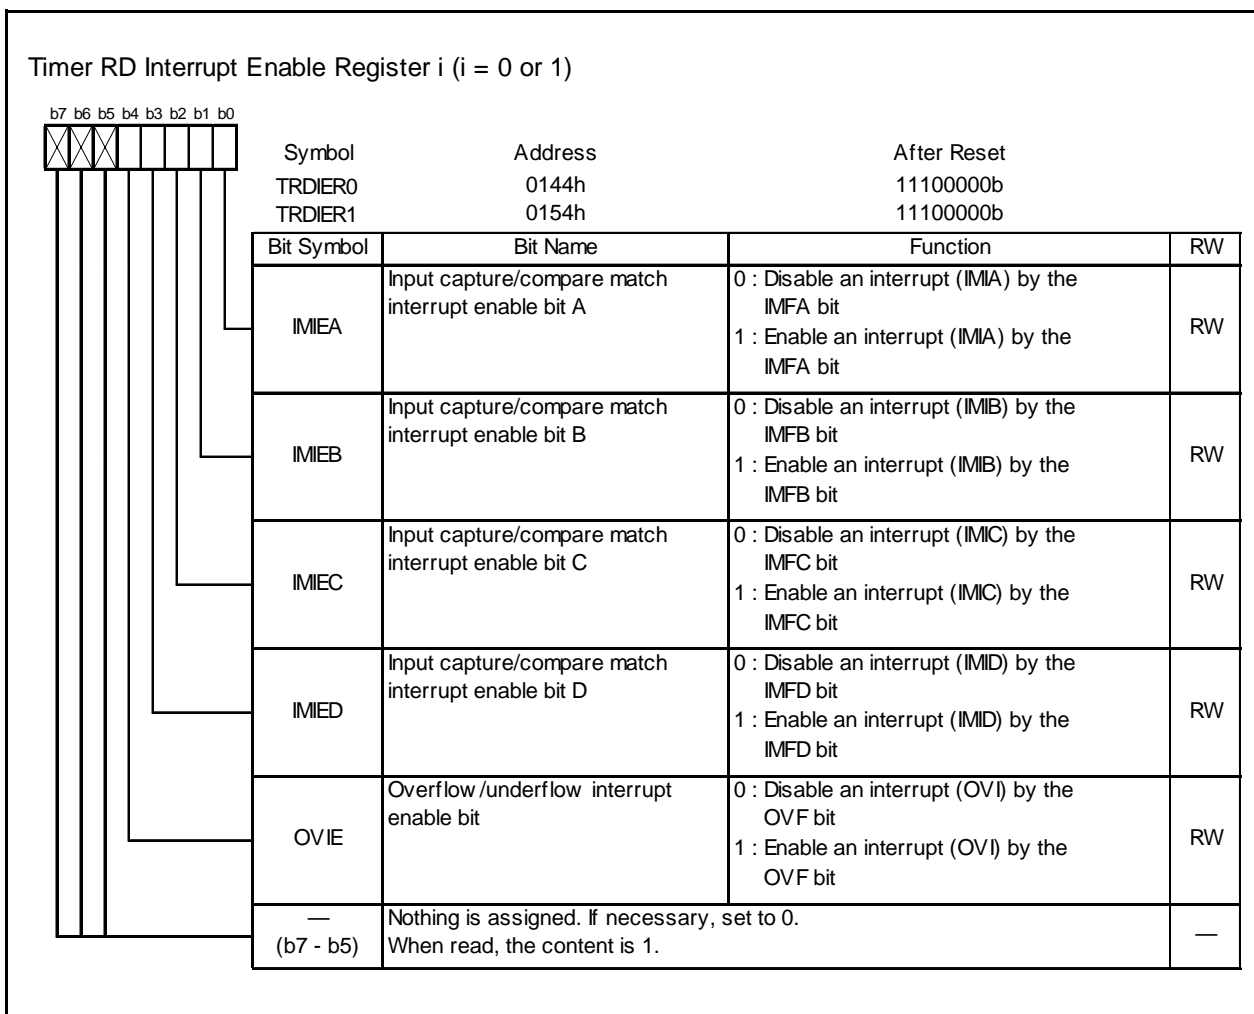 Timer RD Interrupt Enable Register i (i = 0 or 1)
b7 b6 b5 b4 b3 b2 b1 b0
Symbol Address After Reset
TRDIER0 0144h 11100000b
TRDIER1 0154h 11100000b
Bit Symbol Bit Name Function RW
IMIEA
Input capture/compare match
interrupt enable bit A
0 : Disable an interrupt (IMIA) by the
IMFA bit
1 : Enable an interrupt (IMIA) by the
IMFA bit
RW
IMIEB
Input capture/compare match
interrupt enable bit B
0 : Disable an interrupt (IMIB) by the
IMFB bit
1 : Enable an interrupt (IMIB) by the
IMFB bit
RW
IMIEC
Input capture/compare match
interrupt enable bit C
0 : Disable an interrupt (IMIC) by the
IMFC bit
1 : Enable an interrupt (IMIC) by the
IMFC bit
RW
IMIED
Input capture/compare match
interrupt enable bit D
0 : Disable an interrupt (IMID) by the
IMFD bit
1 : Enable an interrupt (IMID) by the
IMFD bit
RW
OVIE
Overflow/underflow interrupt
enable bit
0 : Disable an interrupt (OVI) by the
OVF bit
1 : Enable an interrupt (OVI) by the
OVF bit
RW
—
(b7 - b5)
Nothing is assigned. If necessary, set to 0.
When read, the content is 1.
—